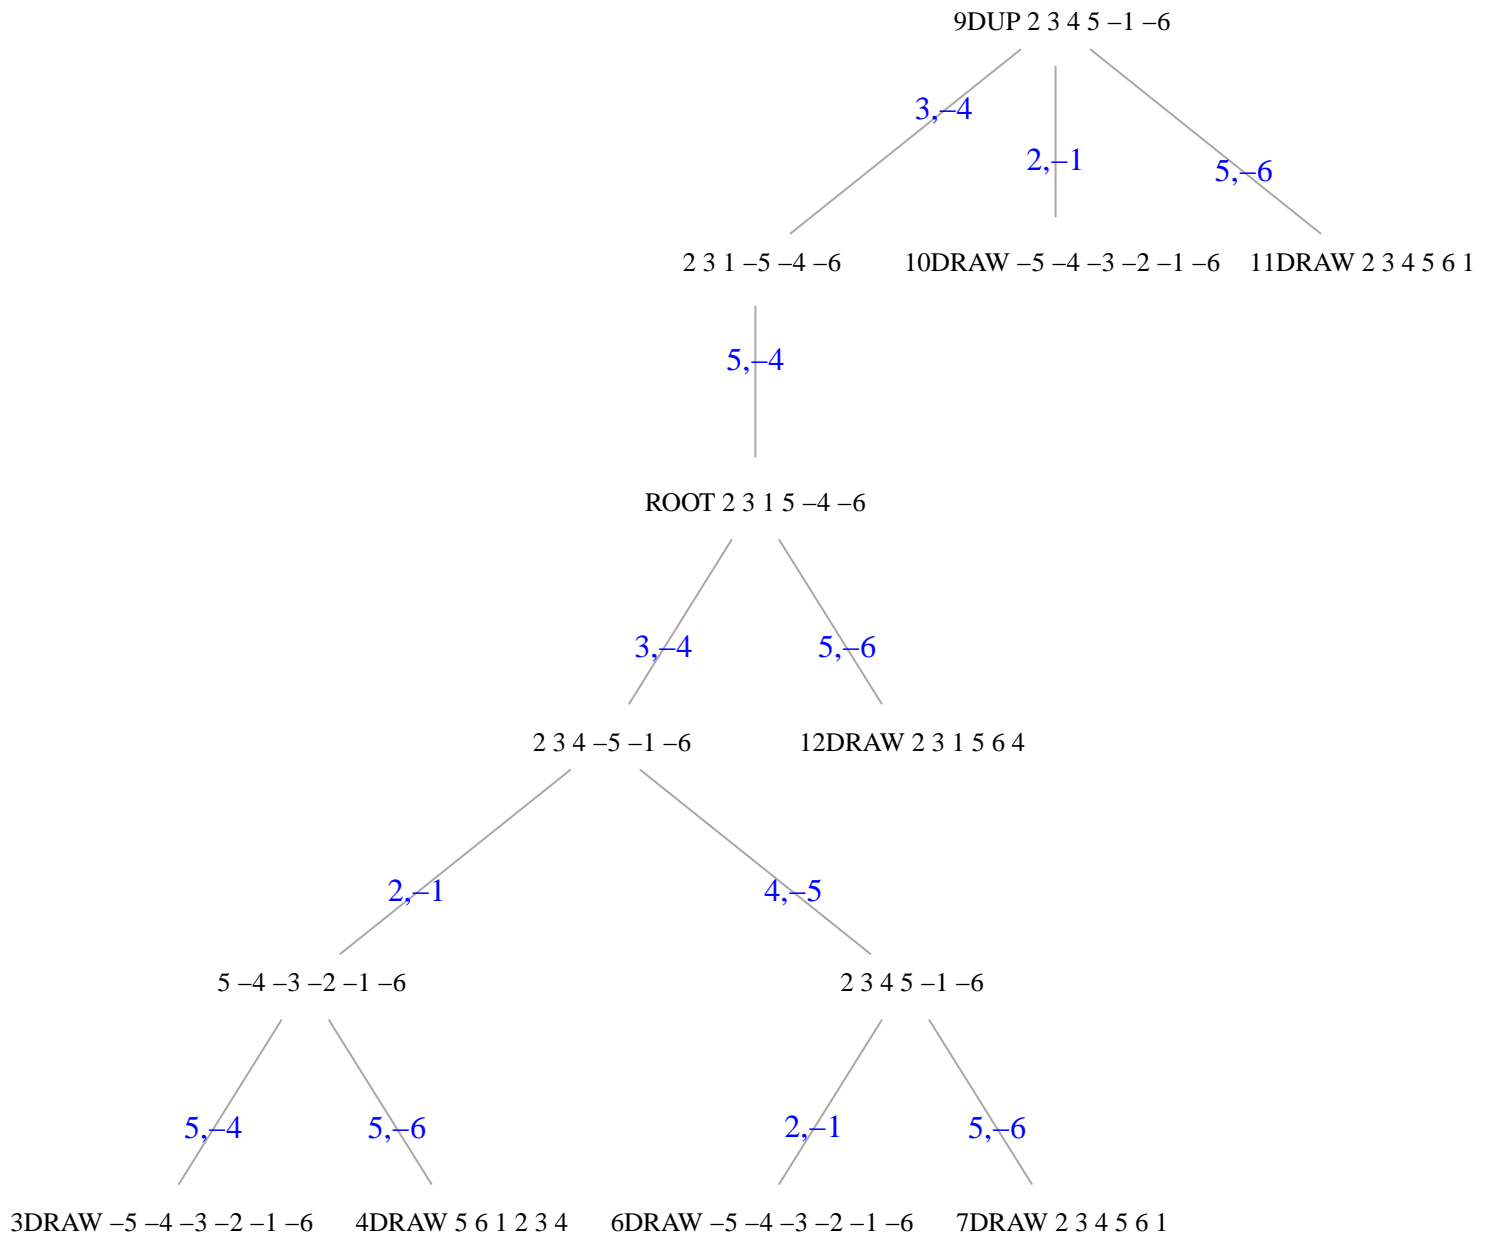 9DUP 2 3 4 5 –1 –6
3,–4
2,–1
5,–6
2 3 1 –5 –4 –6
10DRAW –5 –4 –3 –2 –1 –6
11DRAW 2 3 4 5 6 1
5,–4
ROOT 2 3 1 5 –4 –6
3,–4
5,–6
2 3 4 –5 –1 –6
12DRAW 2 3 1 5 6 4
2,–1
4,–5
5 –4 –3 –2 –1 –6
2 3 4 5 –1 –6
5,–4
5,–6
2,–1
5,–6
3DRAW –5 –4 –3 –2 –1 –6
4DRAW 5 6 1 2 3 4
6DRAW –5 –4 –3 –2 –1 –6
7DRAW 2 3 4 5 6 1